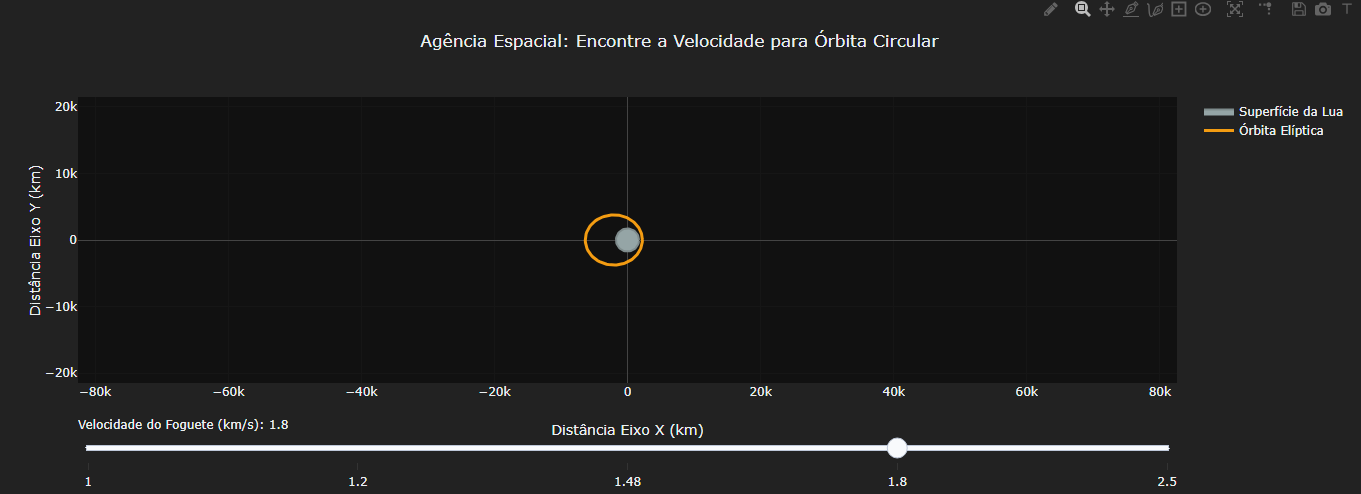 T
Agência Espacial: Encontre a Velocidade para Órbita Circular
Superfície da Lua
Órbita Elíptica
Distância Eixo Y (km)
20k
10k
0
−10k
−20k
−80k −60k −40k −20k 0 20k 40k 60k 80k
Velocidade do Foguete (km/s): 1.8
Distância Eixo X (km)
1 1.2 1.48 1.8 2.5